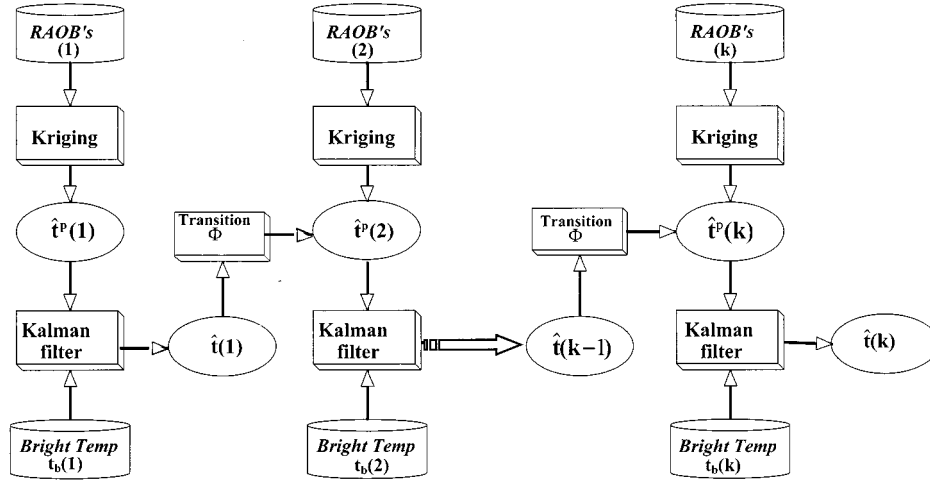 RAOB's
(1)
RAOB's
(2)
RAOB's
(k)
Kriging
Kriging
Kriging
t̂ᵖ(1)
Transition
Φ
t̂ᵖ(2)
Transition
Φ
t̂ᵖ(k)
Kalman
filter
t̂(1)
Kalman
filter
t̂(k−1)
Kalman
filter
t̂(k)
Bright Temp
t_b(1)
Bright Temp
t_b(2)
Bright Temp
t_b(k)